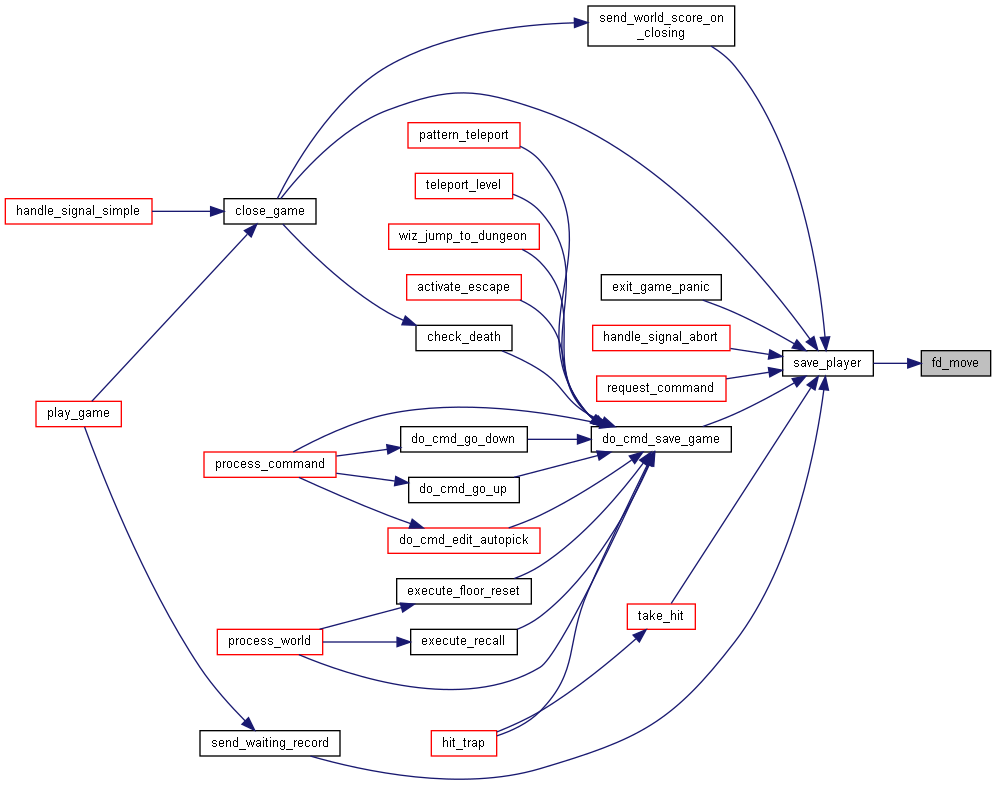 send_world_score_on
_closing
pattern_teleport
teleport_level
handle_signal_simple
close_game
wiz_jump_to_dungeon
activate_escape
exit_game_panic
check_death
handle_signal_abort
save_player
fd_move
request_command
play_game
do_cmd_go_down
do_cmd_save_game
process_command
do_cmd_go_up
do_cmd_edit_autopick
execute_floor_reset
take_hit
process_world
execute_recall
send_waiting_record
hit_trap